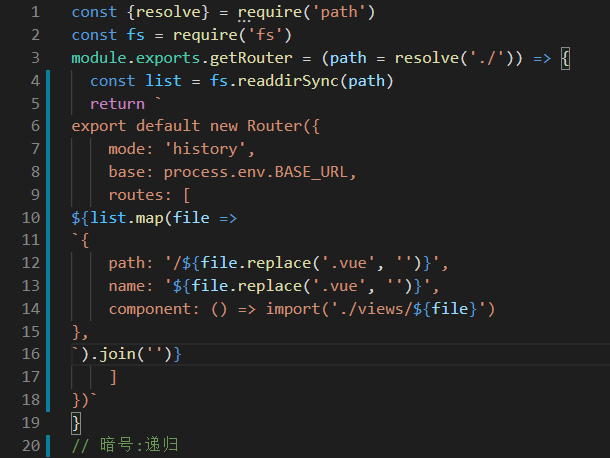 1 const {resolve} = require('path')
2 const fs = require('fs')
3 module.exports.getRouter = (path = resolve('./')) => {
4   const list = fs.readdirSync(path)
5   return `
6 export default new Router({
7     mode: 'history',
8     base: process.env.BASE_URL,
9     routes: [
10 ${list.map(file =>
11 `{
12     path: '/${file.replace('.vue', '')}',
13     name: '${file.replace('.vue', '')}',
14     component: () => import('./views/${file}')
15 },
16 `).join('')}
17     ]
18 })`
19 }
20 // 暗号:递归